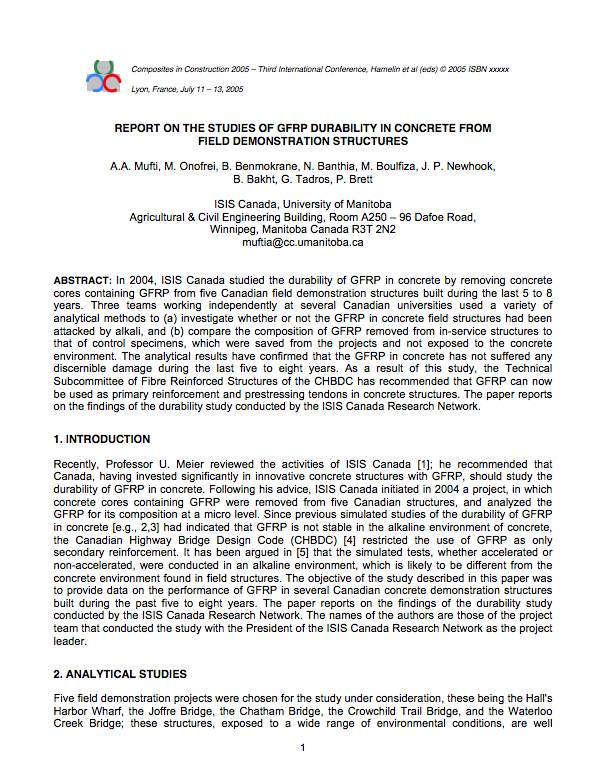 Composites in Construction 2005 – Third International Conference, Hamelin et al (eds) © 2005 ISBN xxxxx
Lyon, France, July 11 – 13, 2005
REPORT ON THE STUDIES OF GFRP DURABILITY IN CONCRETE FROM
FIELD DEMONSTRATION STRUCTURES
A.A. Mufti, M. Onofrei, B. Benmokrane, N. Banthia, M. Boulfiza, J. P. Newhook,
B. Bakht, G. Tadros, P. Brett
ISIS Canada, University of Manitoba
Agricultural & Civil Engineering Building, Room A250 – 96 Dafoe Road,
Winnipeg, Manitoba Canada R3T 2N2
muftia@cc.umanitoba.ca
ABSTRACT: In 2004, ISIS Canada studied the durability of GFRP in concrete by removing concrete
cores containing GFRP from five Canadian field demonstration structures built during the last 5 to 8
years. Three teams working independently at several Canadian universities used a variety of
analytical methods to (a) investigate whether or not the GFRP in concrete field structures had been
attacked by alkali, and (b) compare the composition of GFRP removed from in-service structures to
that of control specimens, which were saved from the projects and not exposed to the concrete
environment. The analytical results have confirmed that the GFRP in concrete has not suffered any
discernible damage during the last five to eight years. As a result of this study, the Technical
Subcommittee of Fibre Reinforced Structures of the CHBDC has recommended that GFRP can now
be used as primary reinforcement and prestressing tendons in concrete structures. The paper reports
on the findings of the durability study conducted by the ISIS Canada Research Network.
1. INTRODUCTION
Recently, Professor U. Meier reviewed the activities of ISIS Canada [1]; he recommended that
Canada, having invested significantly in innovative concrete structures with GFRP, should study the
durability of GFRP in concrete. Following his advice, ISIS Canada initiated in 2004 a project, in which
concrete cores containing GFRP were removed from five Canadian structures, and analyzed the
GFRP for its composition at a micro level. Since previous simulated studies of the durability of GFRP
in concrete [e.g., 2,3] had indicated that GFRP is not stable in the alkaline environment of concrete,
the Canadian Highway Bridge Design Code (CHBDC) [4] restricted the use of GFRP as only
secondary reinforcement. It has been argued in [5] that the simulated tests, whether accelerated or
non-accelerated, were conducted in an alkaline environment, which is likely to be different from the
concrete environment found in field structures. The objective of the study described in this paper was
to provide data on the performance of GFRP in several Canadian concrete demonstration structures
built during the past five to eight years. The paper reports on the findings of the durability study
conducted by the ISIS Canada Research Network. The names of the authors are those of the project
team that conducted the study with the President of the ISIS Canada Research Network as the project
leader.
2. ANALYTICAL STUDIES
Five field demonstration projects were chosen for the study under consideration, these being the Hall's
Harbor Wharf, the Joffre Bridge, the Chatham Bridge, the Crowchild Trail Bridge, and the Waterloo
Creek Bridge; these structures, exposed to a wide range of environmental conditions, are well
1